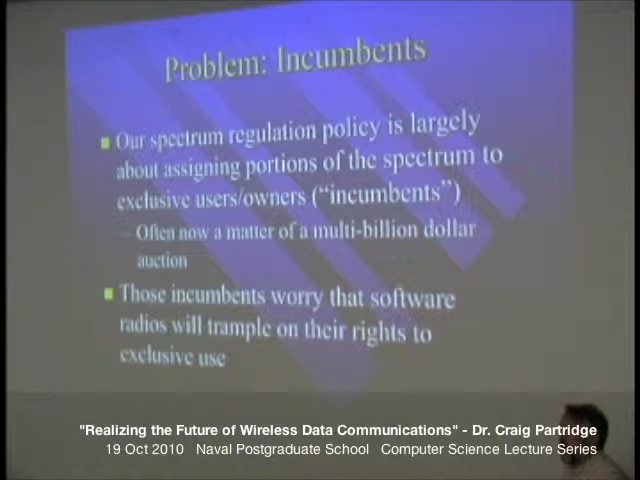 Problem: Incumbents
Our spectrum regulation policy is largely
about assigning portions of the spectrum to
exclusive users/owners ("incumbents")
– Often now a matter of a multi-billion dollar
auction
Those incumbents worry that software
radios will trample on their rights to
exclusive use
"Realizing the Future of Wireless Data Communications" - Dr. Craig Partridge
19 Oct 2010 Naval Postgraduate School Computer Science Lecture Series